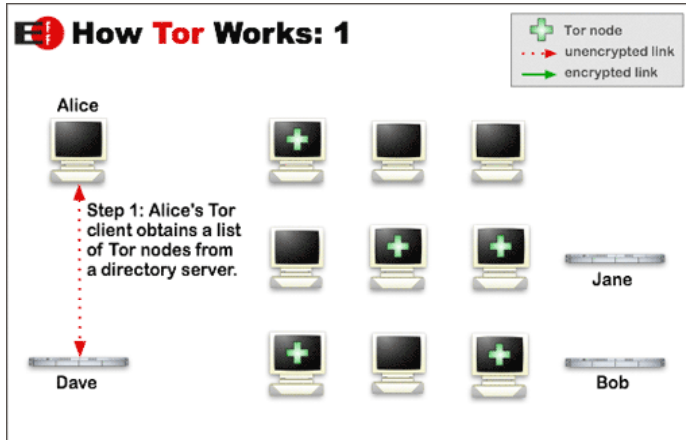 EFF How Tor Works: 1
Tor node
unencrypted link
encrypted link
Alice
Step 1: Alice's Tor
client obtains a list
of Tor nodes from
a directory server.
Jane
Dave
Bob